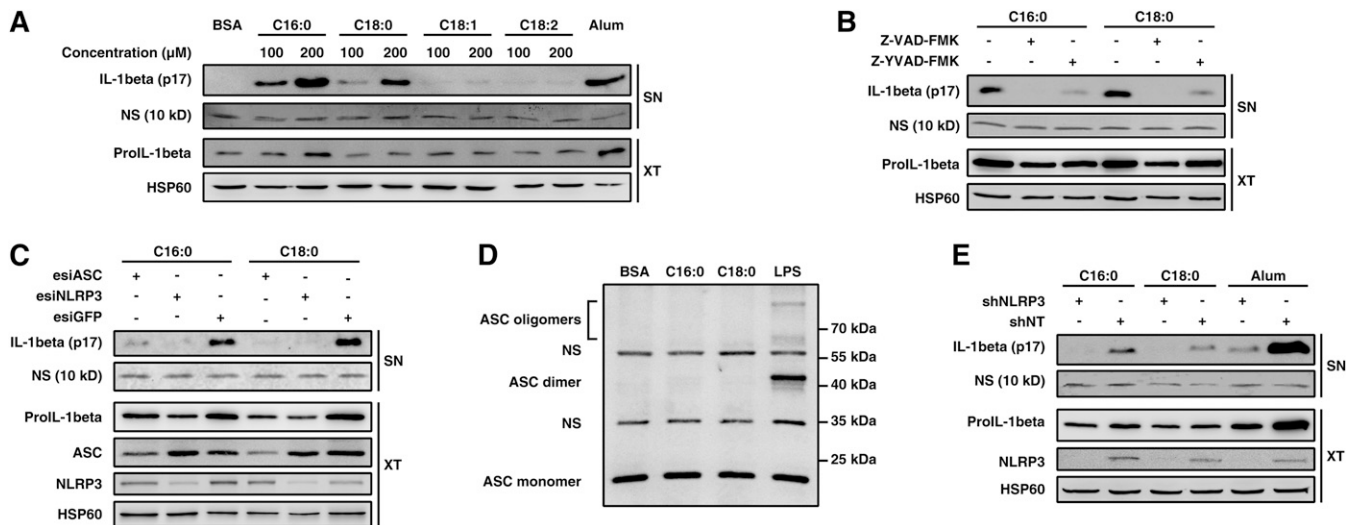 A
BSA C16:0 C18:0 C18:1 C18:2 Alum
Concentration (µM) 100 200 100 200 100 200 100 200
IL-1beta (p17)
NS (10 kD)
SN
ProIL-1beta
HSP60
XT
B
C16:0 C18:0
Z-VAD-FMK - + - - + -
Z-YVAD-FMK - - + - - +
IL-1beta (p17)
NS (10 kD)
SN
ProIL-1beta
HSP60
XT
C
C16:0 C18:0
esiASC + - - + - -
esiNLRP3 - + - - + -
esiGFP - - + - - +
IL-1beta (p17)
NS (10 kD)
SN
ProIL-1beta
ASC
NLRP3
HSP60
XT
D
BSA C16:0 C18:0 LPS
ASC oligomers
70 kDa
NS
55 kDa
ASC dimer
40 kDa
NS
35 kDa
25 kDa
ASC monomer
E
C16:0 C18:0 Alum
shNLRP3 + - + - + -
shNT - + - + - +
IL-1beta (p17)
NS (10 kD)
SN
ProIL-1beta
NLRP3
HSP60
XT